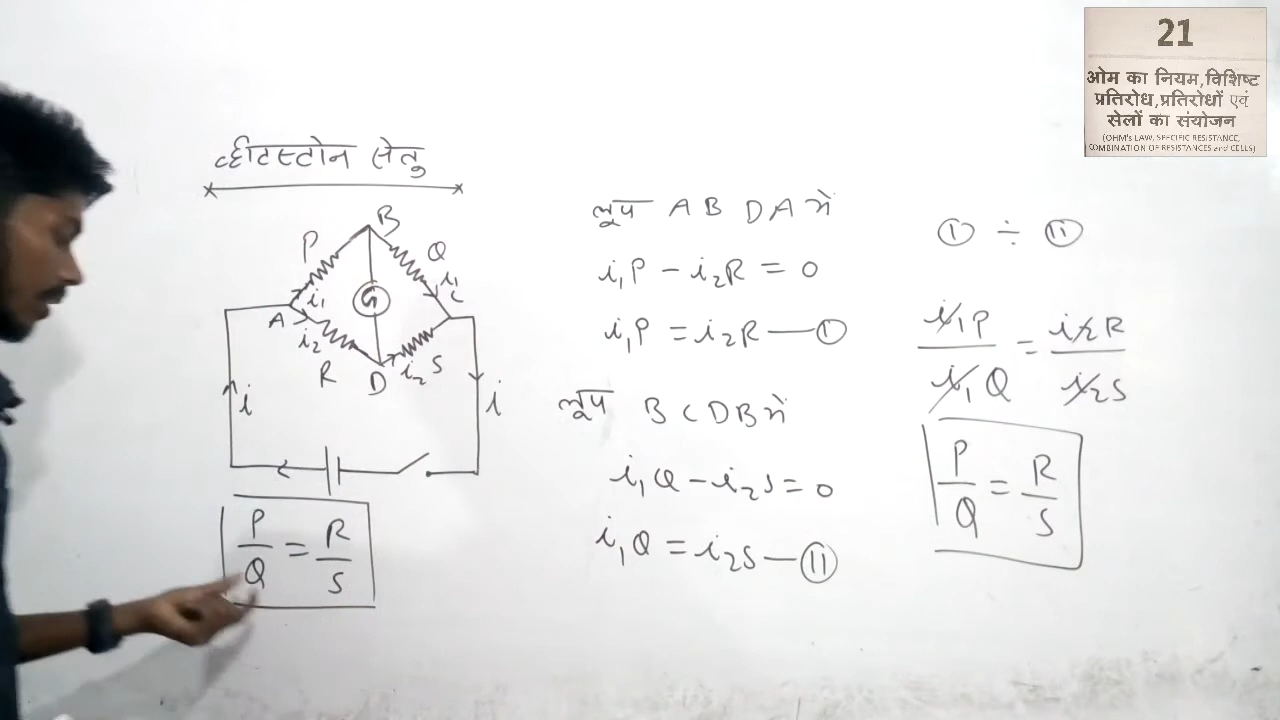 21
ओम का नियम,विशिष्ट
प्रतिरोध,प्रतिरोधों एवं
सेलों का संयोजन
(OHM's LAW, SPECIFIC RESISTANCE,
COMBINATION OF RESISTANCES and CELLS)
व्हीटस्टोन सेतु
B
P
Q
i₁
i₁
C
G
A
i₂
i₂
S
R
D
i
i
P/Q = R/S
लूप A B D A में
i₁P - i₂R = 0
i₁P = i₂R — ①
लूप B C D B में
i₁Q - i₂S = 0
i₁Q = i₂S — ⑪
① ÷ ⑪
i₁P/i₁Q = i₂R/i₂S
P/Q = R/S